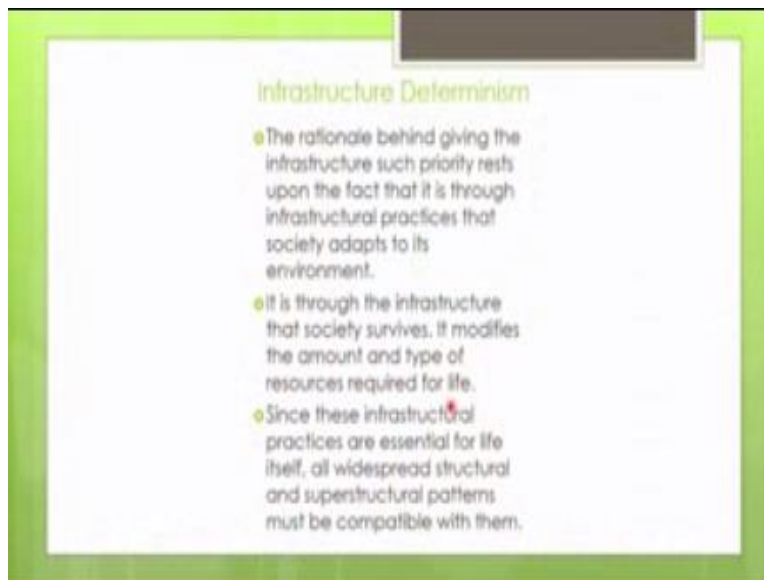 Infrastructure Determinism
The rationale behind giving the
infrastructure such priority rests
upon the fact that it is through
infrastructural practices that
society adapts to its
environment.
It is through the infrastructure
that society survives. It modifies
the amount and type of
resources required for life.
Since these infrastructural
practices are essential for life
itself, all widespread structural
and superstructural patterns
must be compatible with them.